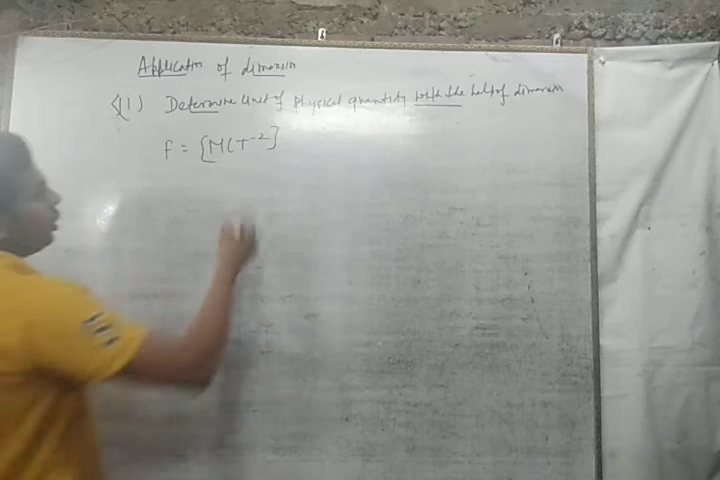 Application of dimension
(1) Determine Unit of physical quantity with the help of dimension
F = [MLT⁻²]